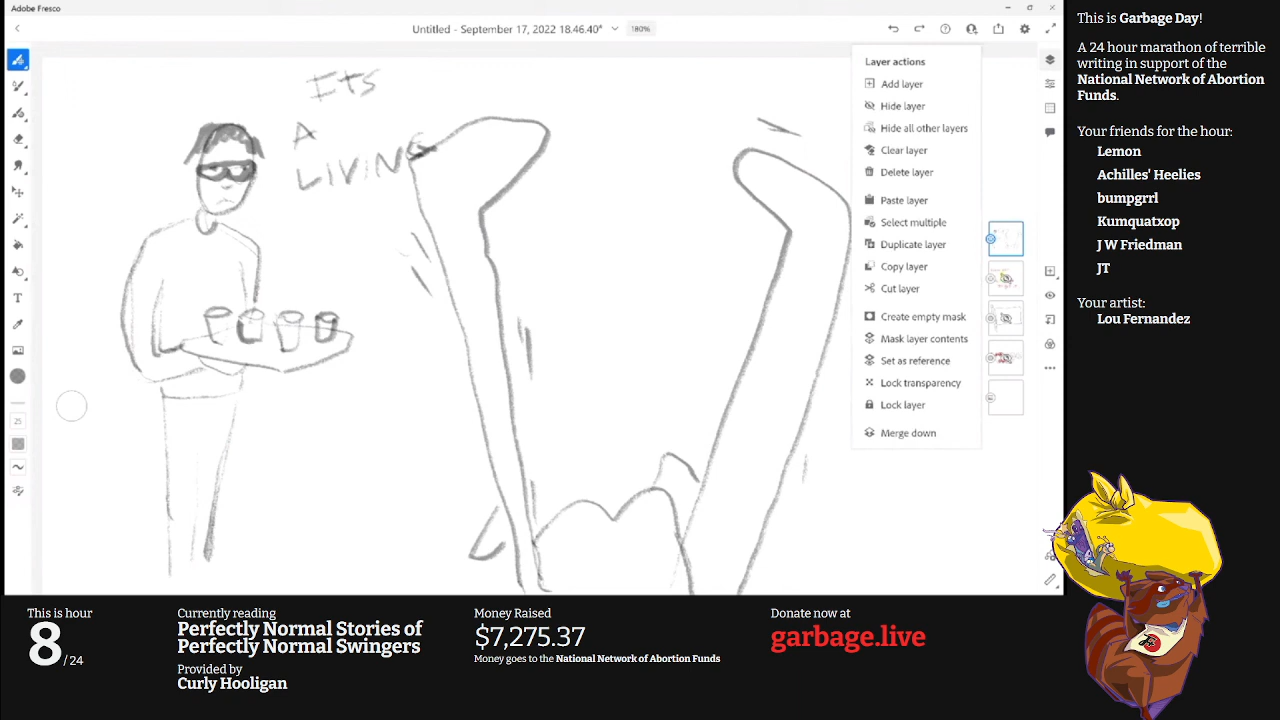 Adobe Fresco
Untitled - September 17, 2022 18.46.40*
180%
ITS
A
LIVING
25
Layer actions
Add layer
Hide layer
Hide all other layers
Clear layer
Delete layer
Paste layer
Select multiple
Duplicate layer
Copy layer
Cut layer
Create empty mask
Mask layer contents
Set as reference
Lock transparency
Lock layer
Merge down
This is Garbage Day!
A 24 hour marathon of terrible
writing in support of the
National Network of Abortion
Funds.
Your friends for the hour:
Lemon
Achilles' Heelies
bumpgrrl
Kumquatxop
J W Friedman
JT
Your artist:
Lou Fernandez
This is hour
8/24
Currently reading
Perfectly Normal Stories of
Perfectly Normal Swingers
Provided by
Curly Hooligan
Money Raised
$7,275.37
Money goes to the National Network of Abortion Funds
Donate now at
garbage.live